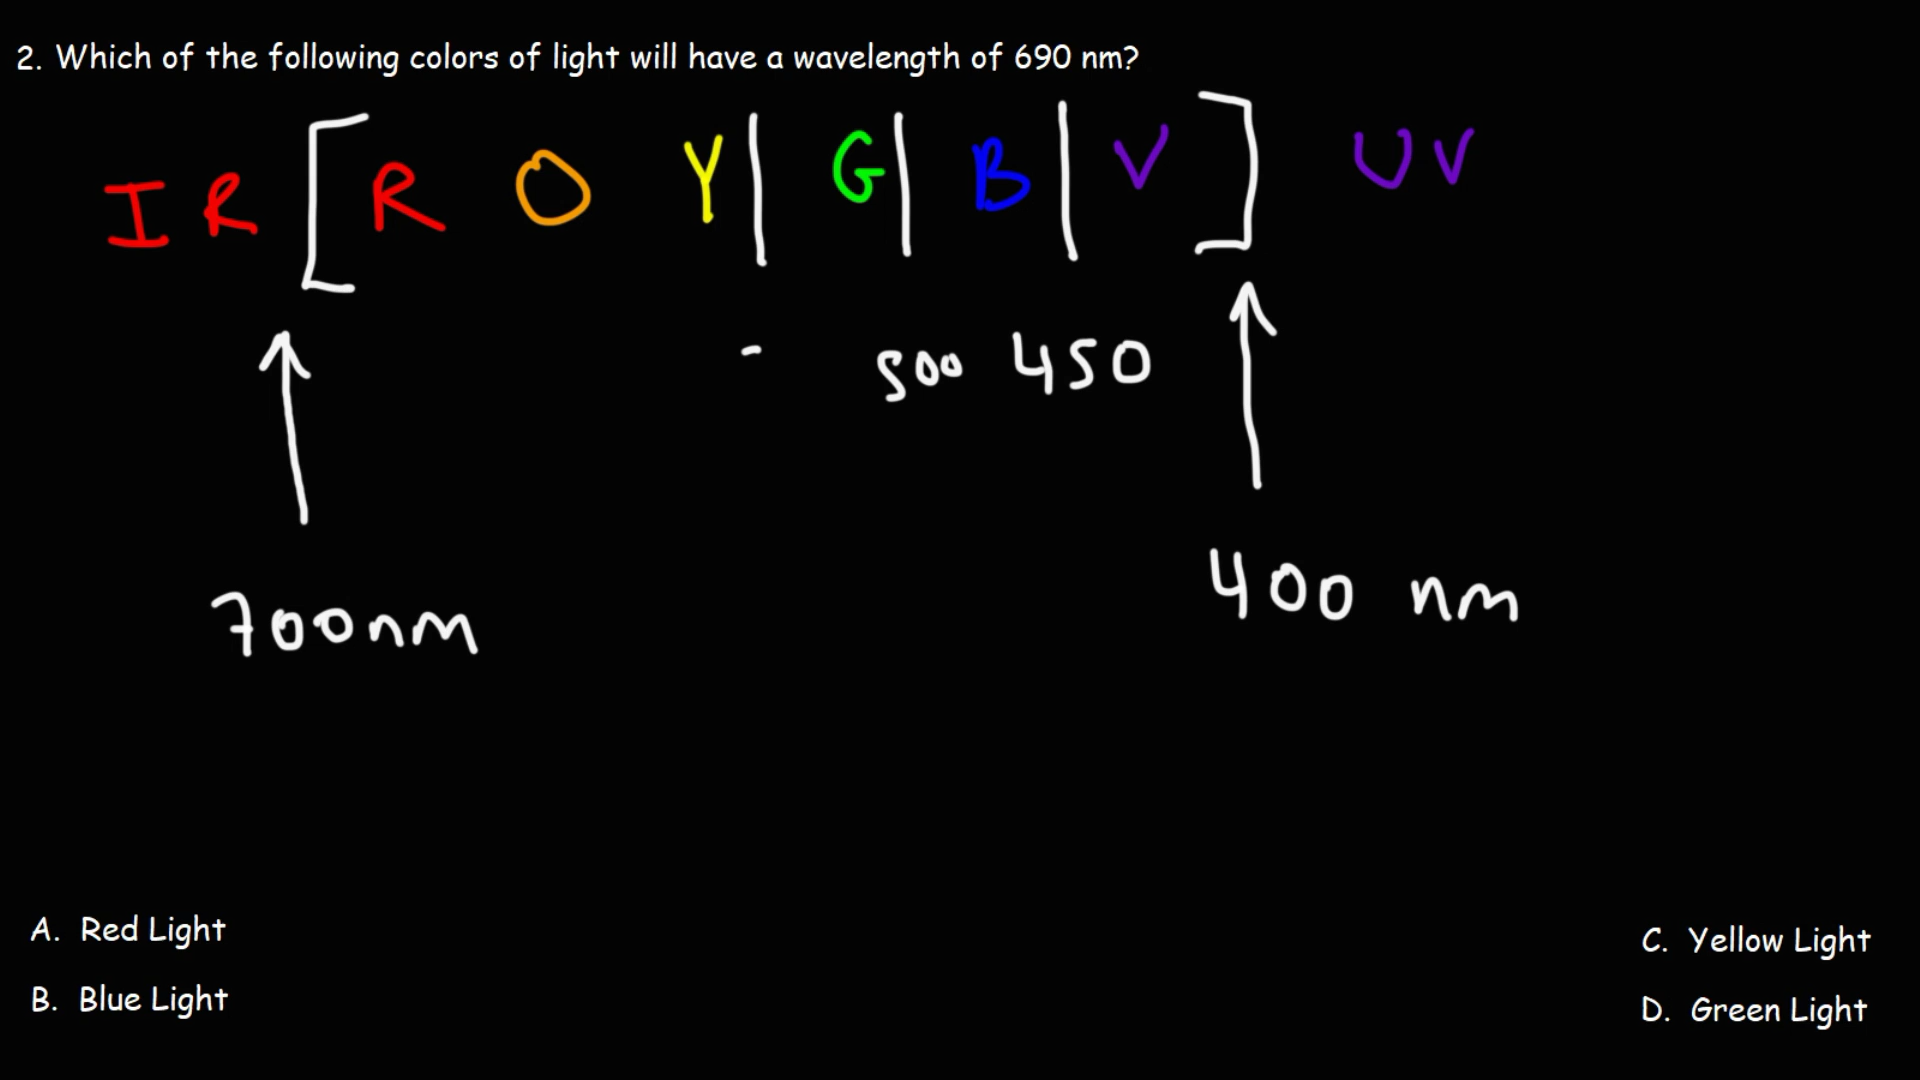 2. Which of the following colors of light will have a wavelength of 690 nm?
IR [ R O Y | G | B | V ] UV
- 500 450
700nm
400 nm
A. Red Light
B. Blue Light
C. Yellow Light
D. Green Light